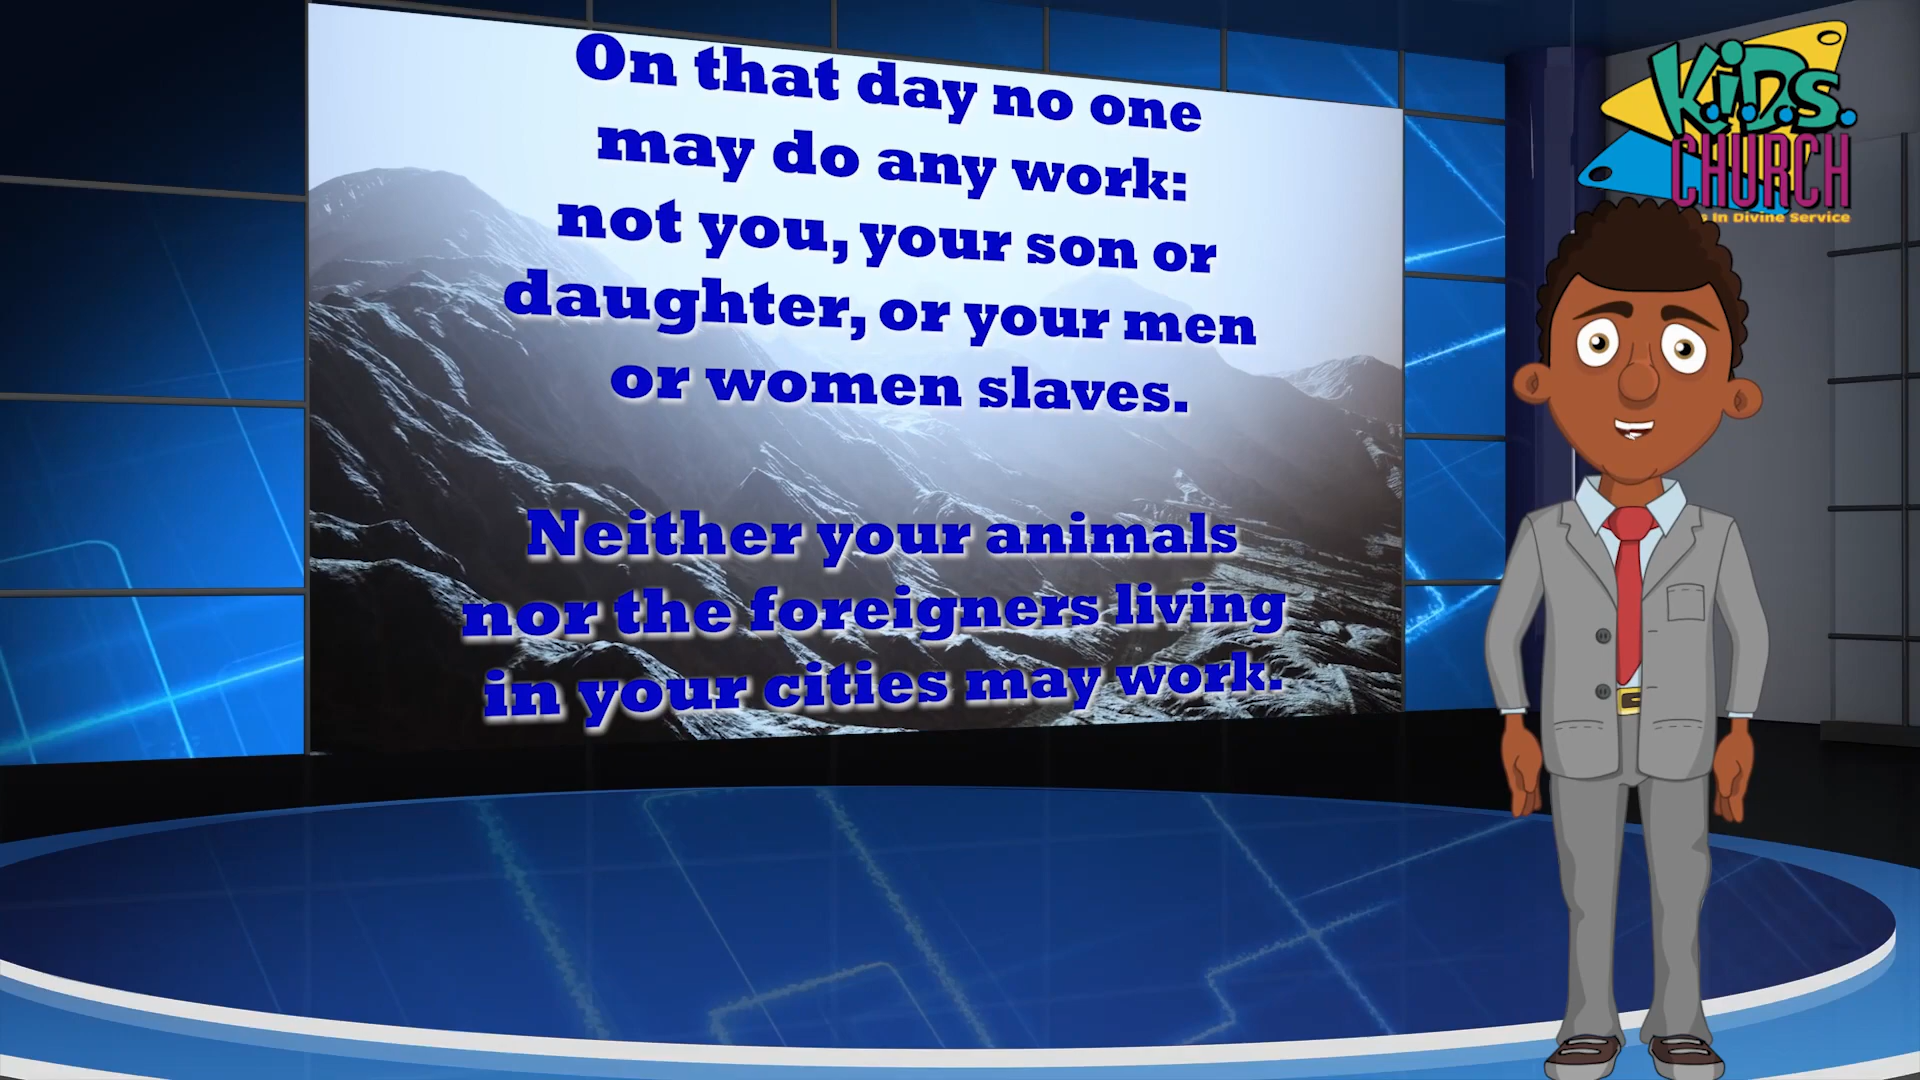 On that day no one
may do any work:
not you, your son or
daughter, or your men
or women slaves.
Neither your animals
nor the foreigners living
in your cities may work.
K.i.D.s.
CHURCH
In Divine Service